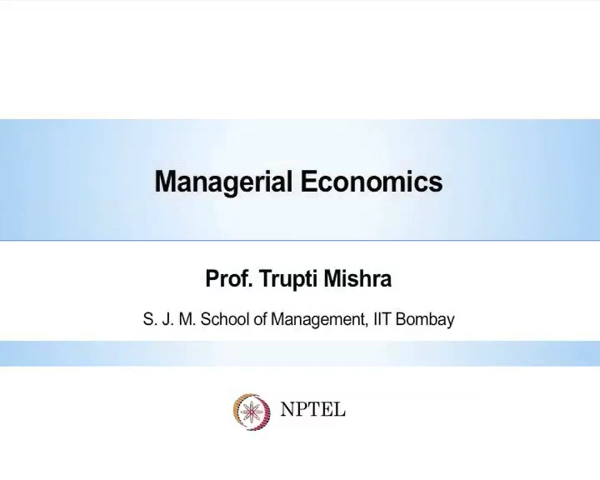 Managerial Economics
Prof. Trupti Mishra
S. J. M. School of Management, IIT Bombay
NPTEL